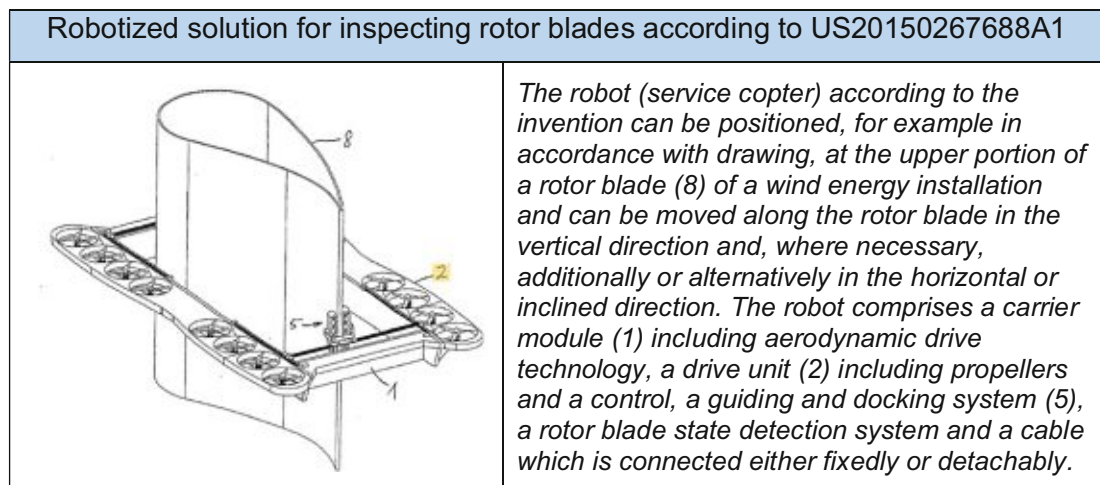 Robotized solution for inspecting rotor blades according to US20150267688A1
8
2
5
1
The robot (service copter) according to the
invention can be positioned, for example in
accordance with drawing, at the upper portion of
a rotor blade (8) of a wind energy installation
and can be moved along the rotor blade in the
vertical direction and, where necessary,
additionally or alternatively in the horizontal or
inclined direction. The robot comprises a carrier
module (1) including aerodynamic drive
technology, a drive unit (2) including propellers
and a control, a guiding and docking system (5),
a rotor blade state detection system and a cable
which is connected either fixedly or detachably.